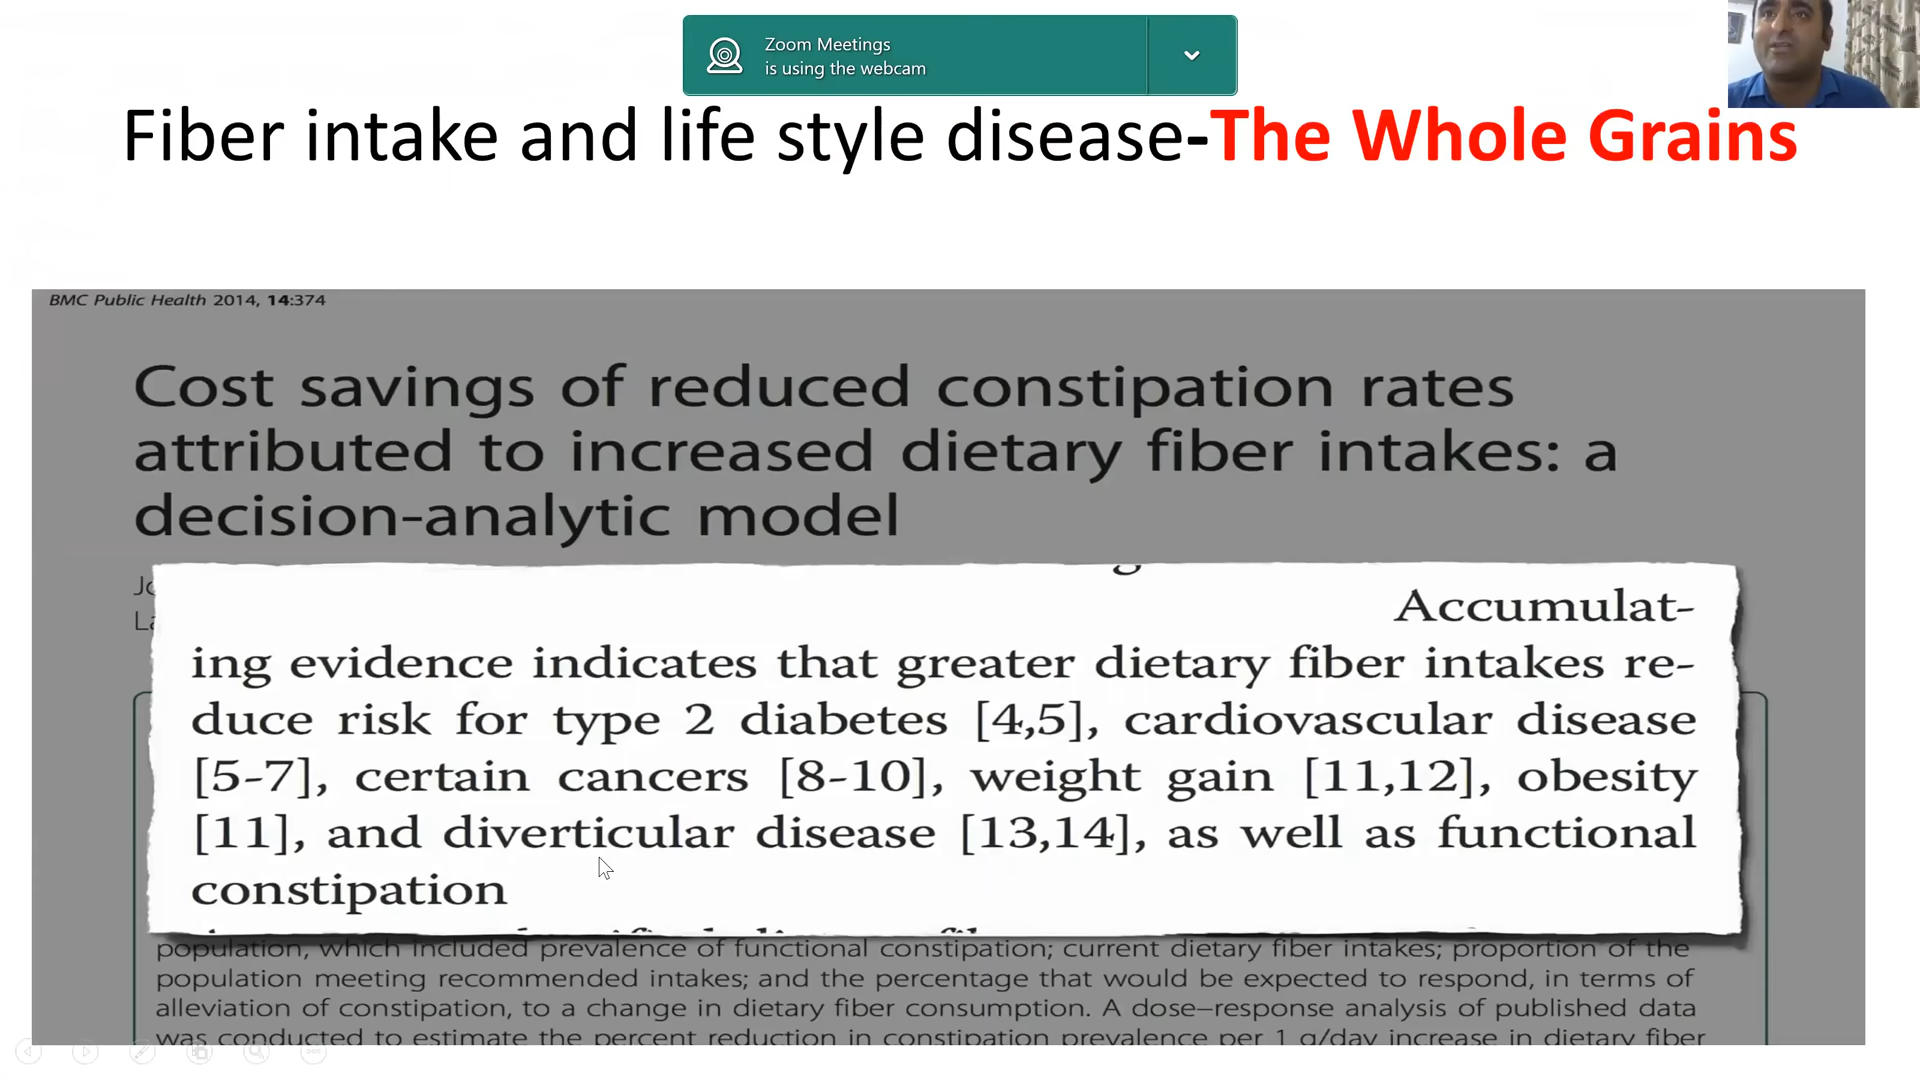 Zoom Meetings
is using the webcam
Fiber intake and life style disease-The Whole Grains
BMC Public Health 2014, 14:374
Cost savings of reduced constipation rates
attributed to increased dietary fiber intakes: a
decision-analytic model
Accumulat-
ing evidence indicates that greater dietary fiber intakes re-
duce risk for type 2 diabetes [4,5], cardiovascular disease
[5-7], certain cancers [8-10], weight gain [11,12], obesity
[11], and diverticular disease [13,14], as well as functional
constipation
population, which included prevalence of functional constipation; current dietary fiber intakes; proportion of the
population meeting recommended intakes; and the percentage that would be expected to respond, in terms of
alleviation of constipation, to a change in dietary fiber consumption. A dose–response analysis of published data
was conducted to estimate the percent reduction in constipation prevalence per 1 g/day increase in dietary fiber